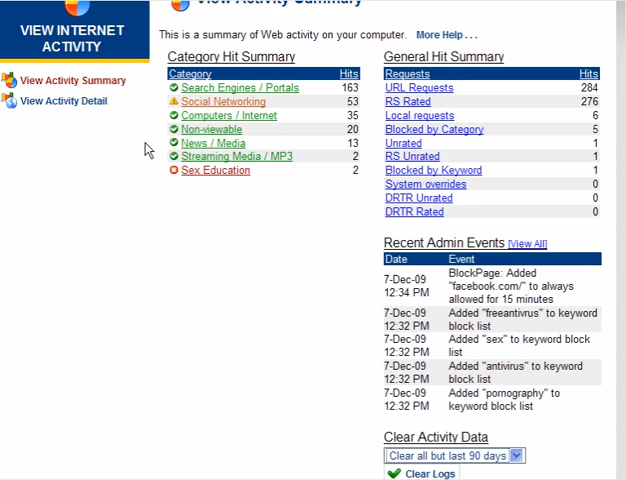 View Activity Summary
VIEW INTERNET
ACTIVITY
View Activity Summary
View Activity Detail
This is a summary of Web activity on your computer. More Help . . .
Category Hit Summary
Category Hits
Search Engines / Portals 163
Social Networking 53
Computers / Internet 35
Non-viewable 20
News / Media 13
Streaming Media / MP3 2
Sex Education 2
General Hit Summary
Requests Hits
URL Requests 284
RS Rated 276
Local requests 6
Blocked by Category 5
Unrated 1
RS Unrated 1
Blocked by Keyword 1
System overrides 0
DRTR Unrated 0
DRTR Rated 0
Recent Admin Events [View All]
Date Event
7-Dec-09 12:34 PM BlockPage: Added
"facebook.com/" to always
allowed for 15 minutes
7-Dec-09 Added "freeantivrus" to keyword
12:32 PM block list
7-Dec-09 Added "sex" to keyword block
12:32 PM list
7-Dec-09 Added "antivirus" to keyword
12:32 PM block list
7-Dec-09 Added "pornography" to
12:32 PM keyword block list
Clear Activity Data
Clear all but last 90 days
Clear Logs